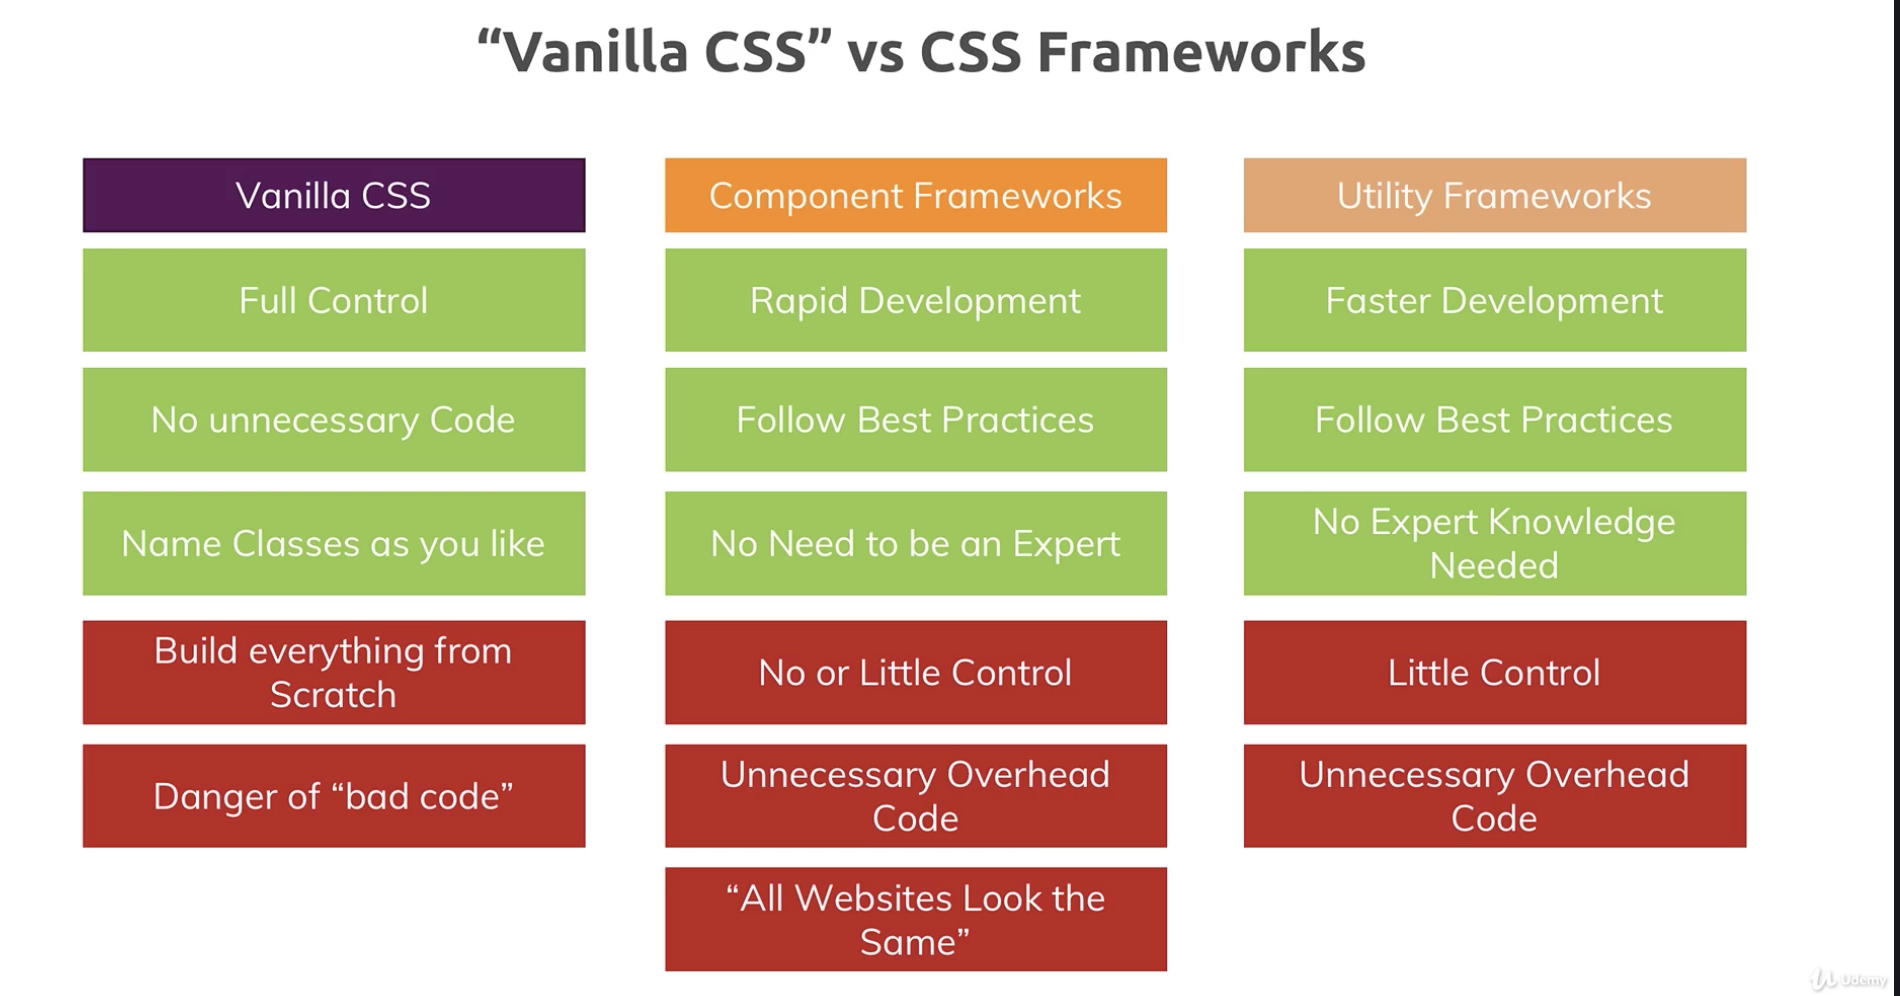 “Vanilla CSS” vs CSS Frameworks
Vanilla CSS
Full Control
No unnecessary Code
Name Classes as you like
Build everything from
Scratch
Danger of “bad code”
Component Frameworks
Rapid Development
Follow Best Practices
No Need to be an Expert
No or Little Control
Unnecessary Overhead
Code
“All Websites Look the
Same”
Utility Frameworks
Faster Development
Follow Best Practices
No Expert Knowledge
Needed
Little Control
Unnecessary Overhead
Code
Udemy